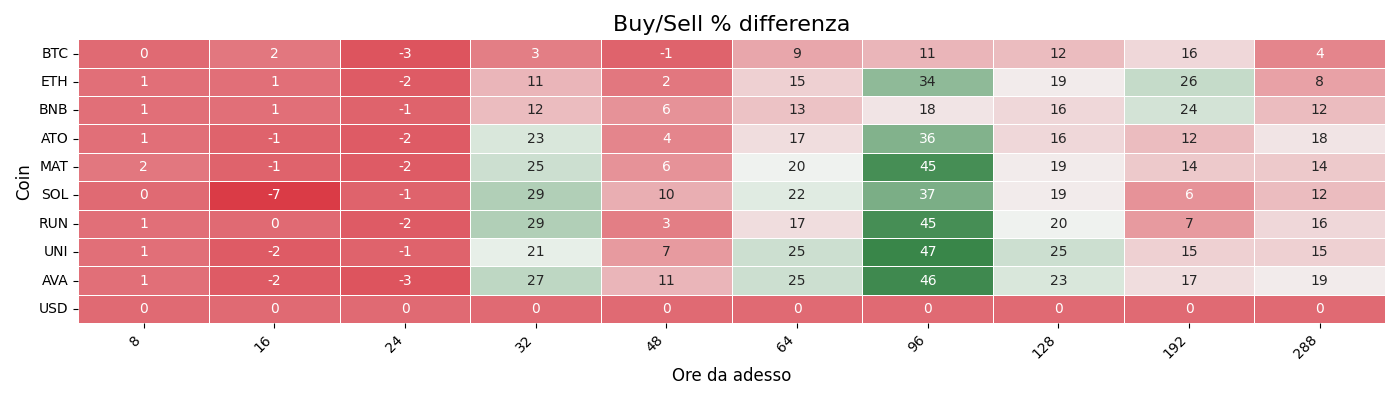 Buy/Sell % differenza
Coin
BTC 0 2 -3 3 -1 9 11 12 16 4
ETH 1 1 -2 11 2 15 34 19 26 8
BNB 1 1 -1 12 6 13 18 16 24 12
ATO 1 -1 -2 23 4 17 36 16 12 18
MAT 2 -1 -2 25 6 20 45 19 14 14
SOL 0 -7 -1 29 10 22 37 19 6 12
RUN 1 0 -2 29 3 17 45 20 7 16
UNI 1 -2 -1 21 7 25 47 25 15 15
AVA 1 -2 -3 27 11 25 46 23 17 19
USD 0 0 0 0 0 0 0 0 0 0
8 16 24 32 48 64 96 128 192 288
Ore da adesso